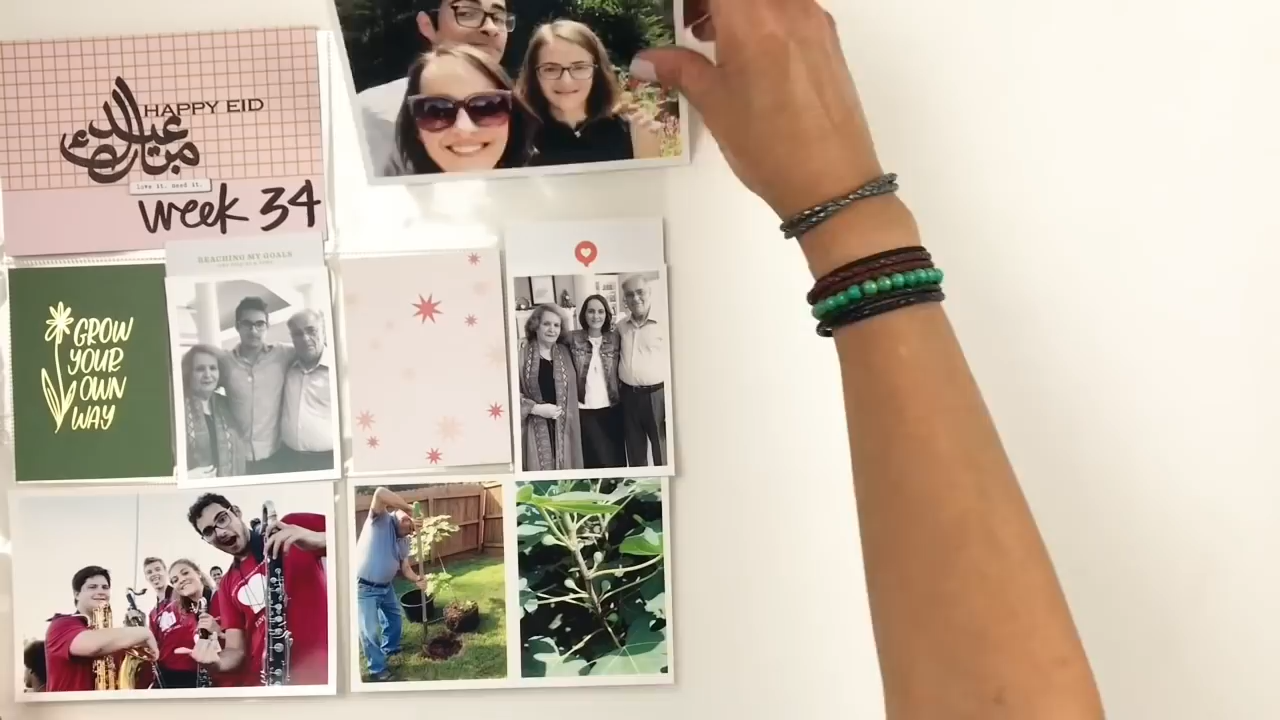 HAPPY EID
عيد مبارك
love it. need it.
week 34
REACHING MY GOALS
GROW
YOUR
OWN
WAY